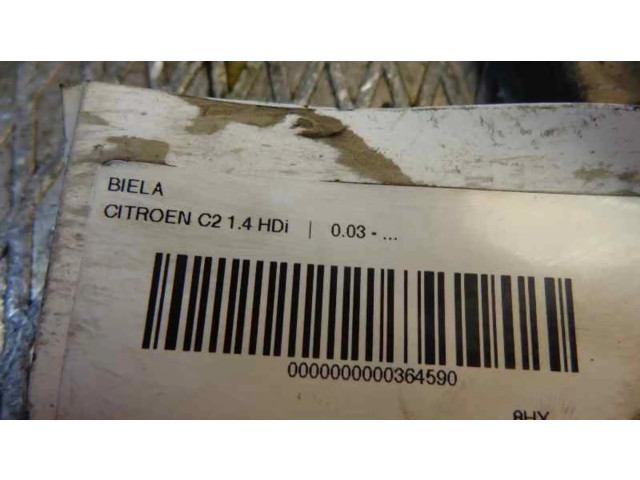 BIELA
CITROEN C2 1.4 HDi | 0.03 - ...
0000000000364590